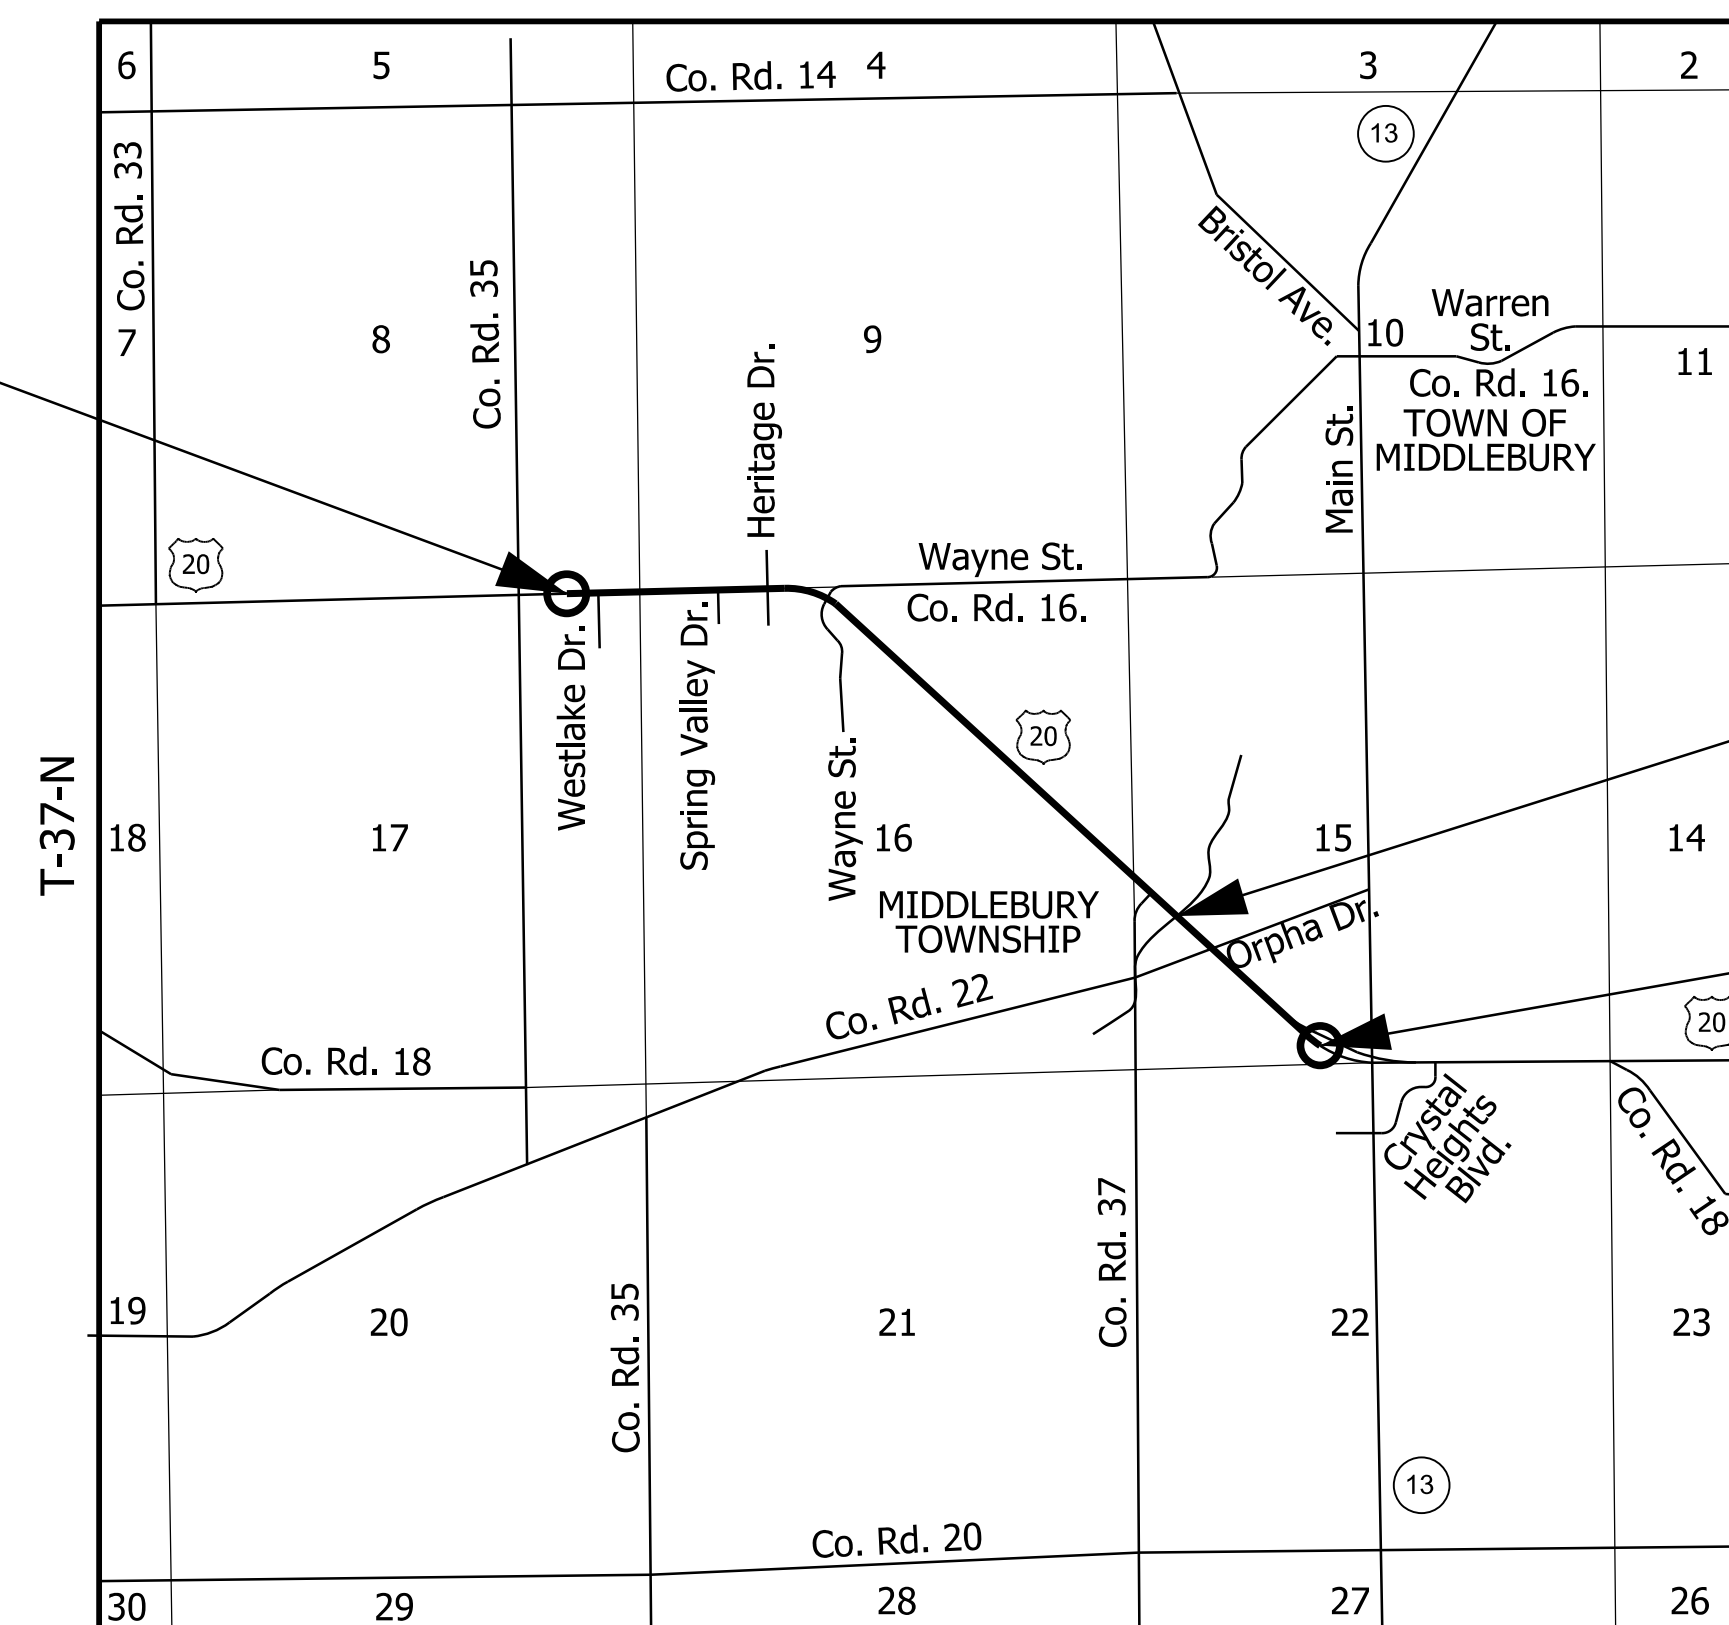 6
5
Co. Rd. 14
4
3
2
13
Co. Rd. 33
Co. Rd. 35
Bristol Ave.
7
8
Heritage Dr.
9
10
Warren
St.
11
Co. Rd. 16.
TOWN OF
MIDDLEBURY
Main St.
20
Wayne St.
Co. Rd. 16.
Westlake Dr.
Spring Valley Dr.
Wayne St.
20
T-37-N
18
17
16
15
14
MIDDLEBURY
TOWNSHIP
Orpha Dr.
Co. Rd. 22
20
Co. Rd. 18
Crystal
Heights
Blvd.
Co. Rd. 18
Co. Rd. 37
Co. Rd. 35
19
20
21
22
23
13
Co. Rd. 20
30
29
28
27
26